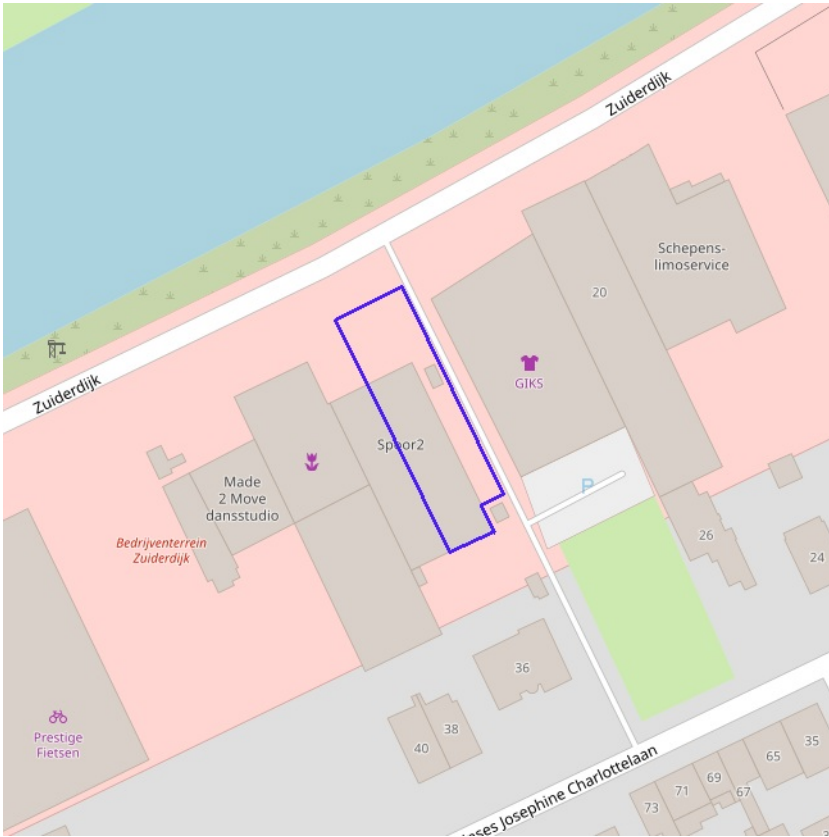 Zuiderdijk
Schepens-
limoservice
20
GIKS
Zuiderdijk
Spoor2
Made
2 Move
dansstudio
P
Bedrijventerrein
Zuiderdijk
26
24
36
38
40
Prestige
Fietsen
Josephine Charlottelaan
35
65
69
71
67
73